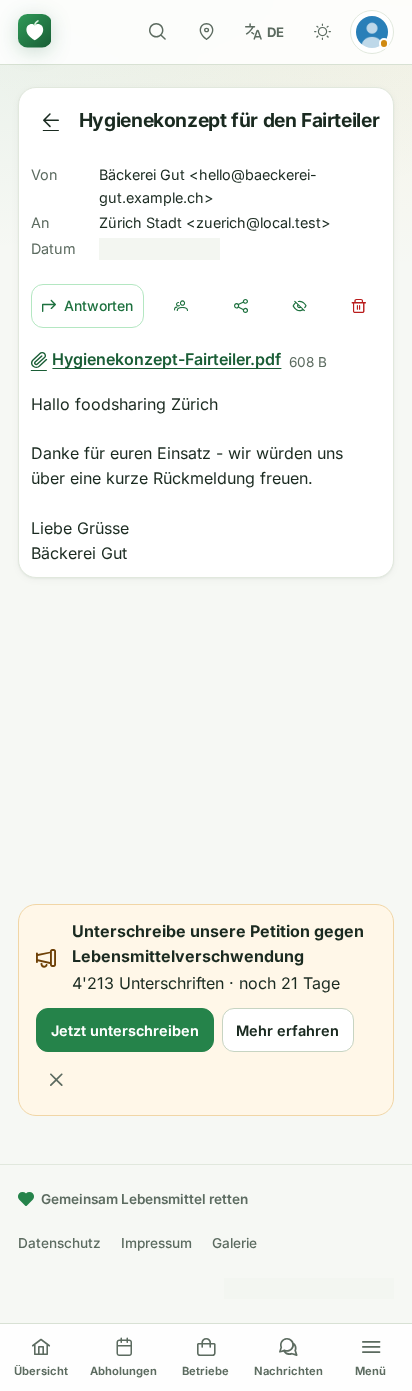 DE
Hygienekonzept für den Fairteiler
Von
Bäckerei Gut <hello@baeckerei-
gut.example.ch>
An
Zürich Stadt <zuerich@local.test>
Datum
Antworten
Hygienekonzept-Fairteiler.pdf 608 B
Hallo foodsharing Zürich
Danke für euren Einsatz - wir würden uns
über eine kurze Rückmeldung freuen.
Liebe Grüsse
Bäckerei Gut
Unterschreibe unsere Petition gegen
Lebensmittelverschwendung
4'213 Unterschriften · noch 21 Tage
Jetzt unterschreiben
Mehr erfahren
Gemeinsam Lebensmittel retten
Datenschutz Impressum Galerie
Übersicht Abholungen Betriebe Nachrichten Menü